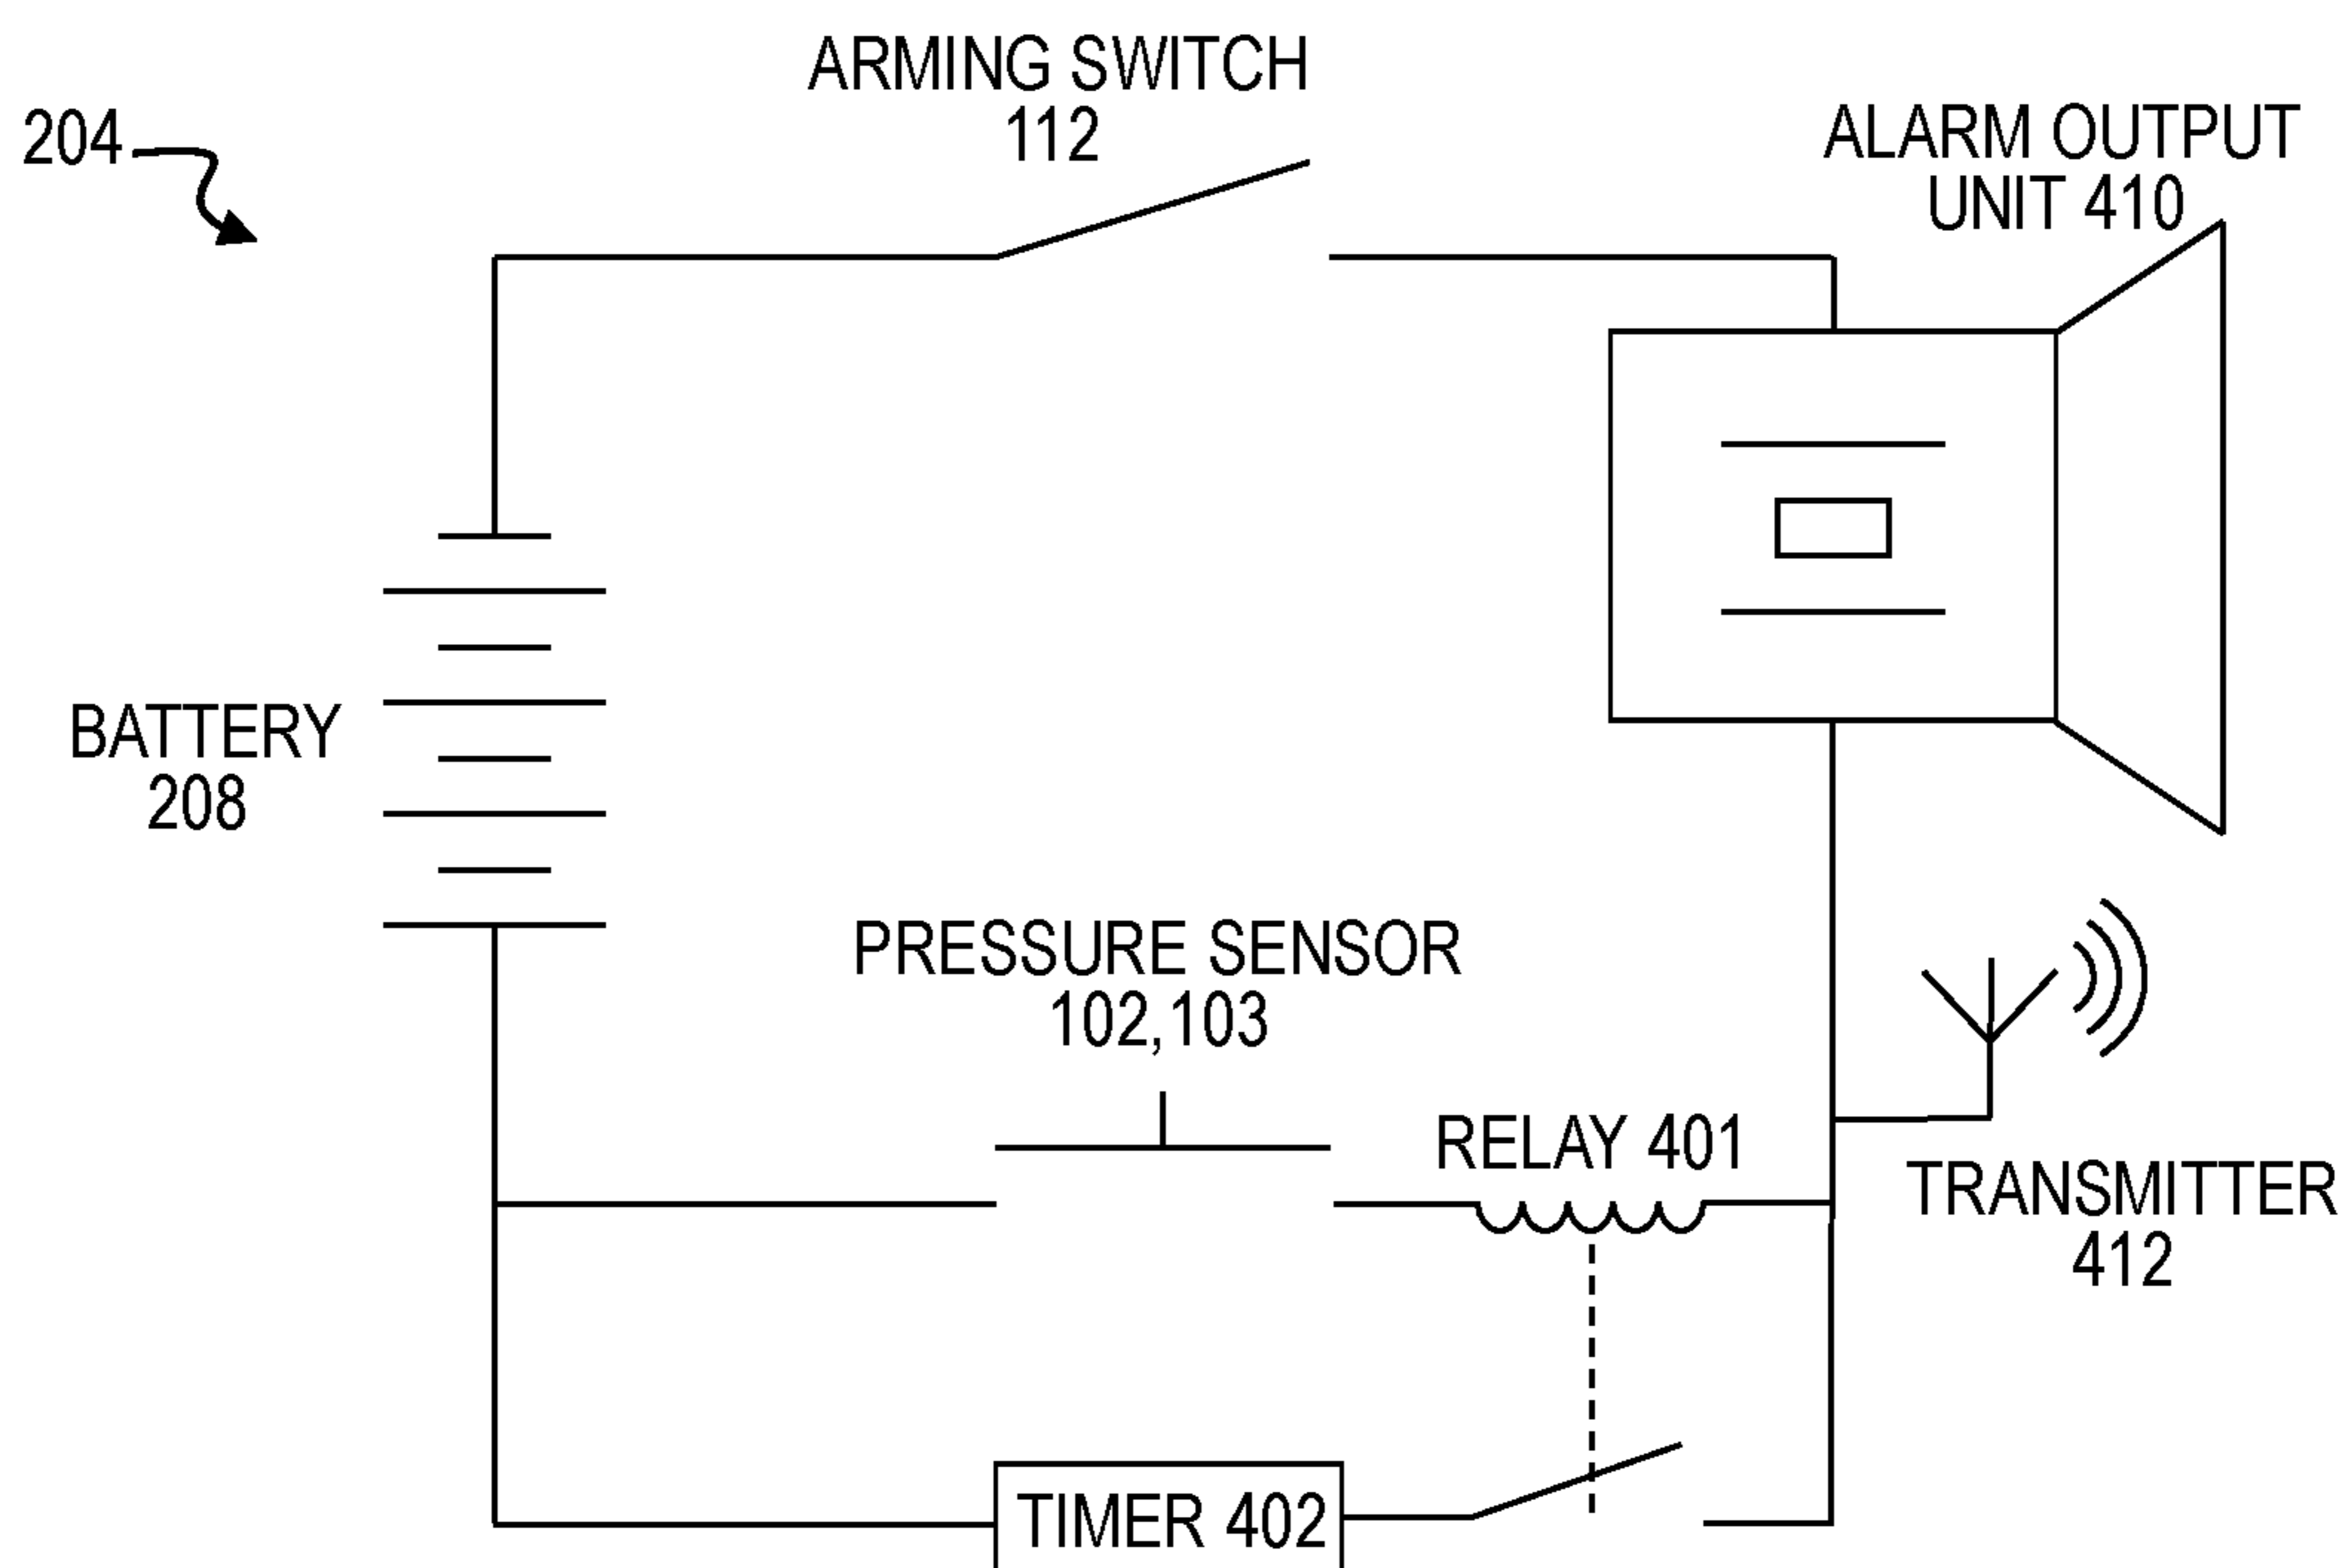 ARMING SWITCH
112
204
ALARM OUTPUT
UNIT 410
BATTERY
208
PRESSURE SENSOR
102,103
RELAY 401
TRANSMITTER
412
TIMER 402